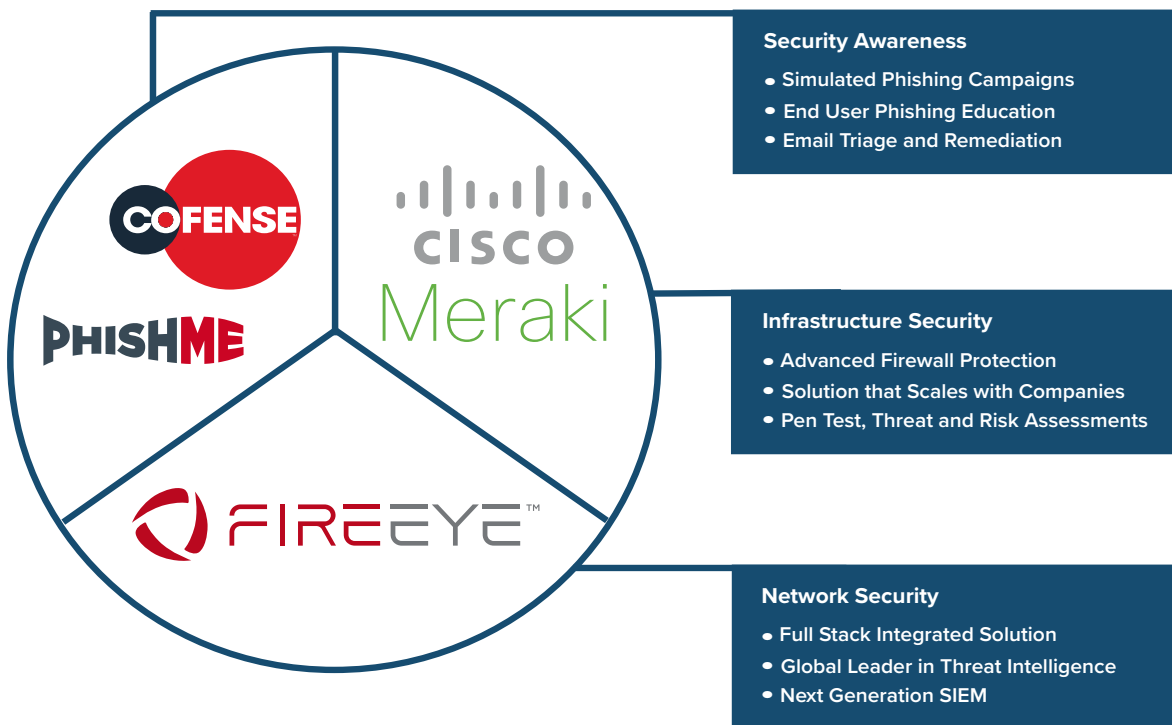 Security Awareness
• Simulated Phishing Campaigns
• End User Phishing Education
• Email Triage and Remediation
COFENSE
CISCO
Meraki
PHISHME
Infrastructure Security
• Advanced Firewall Protection
• Solution that Scales with Companies
• Pen Test, Threat and Risk Assessments
FIREEYE™
Network Security
• Full Stack Integrated Solution
• Global Leader in Threat Intelligence
• Next Generation SIEM